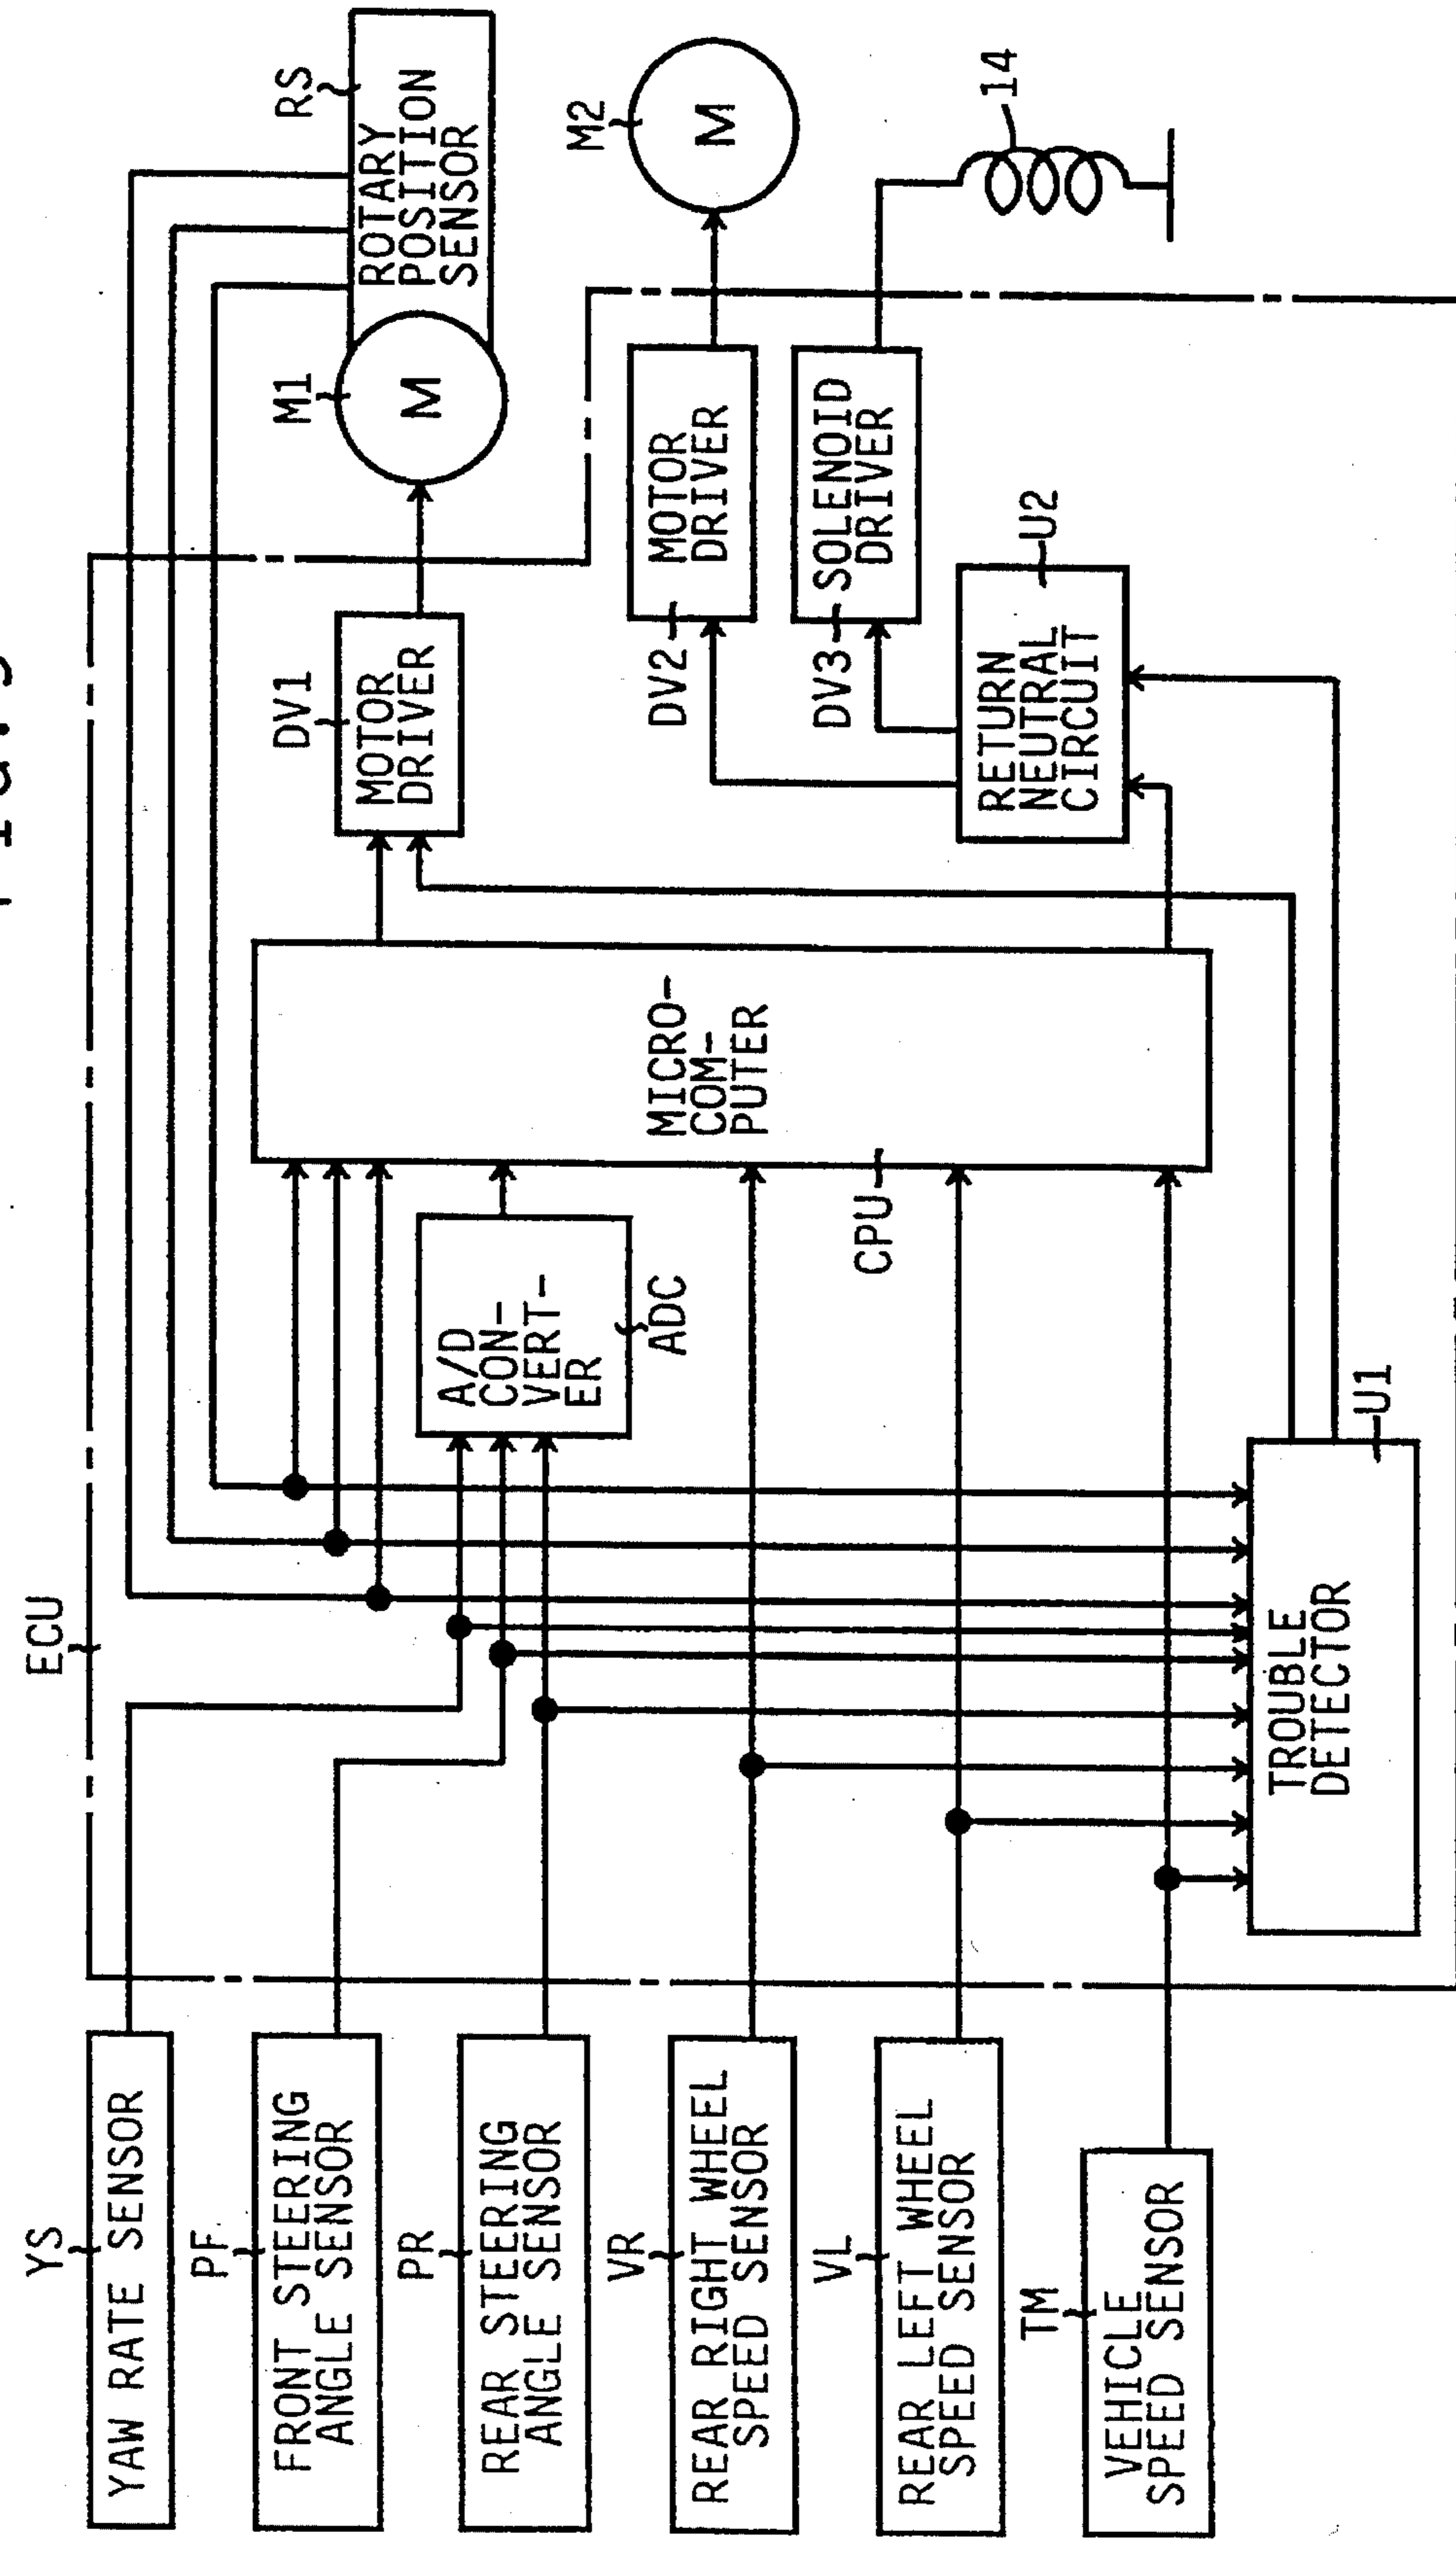 ECU
YS
YAW RATE SENSOR
PF
FRONT STEERING
ANGLE SENSOR
PR
REAR STEERING
ANGLE SENSOR
VR
REAR RIGHT WHEEL
SPEED SENSOR
VL
REAR LEFT WHEEL
SPEED SENSOR
TM
VEHICLE
SPEED SENSOR
A/D
CON-
VERT-
ER
ADC
TROUBLE
DETECTOR
U1
MICRO-
COM-
PUTER
CPU
DV1
MOTOR
DRIVER
M1
M
RS
ROTARY
POSITION
SENSOR
DV2
MOTOR
DRIVER
M2
M
DV3
SOLENOID
DRIVER
14
RETURN
NEUTRAL
CIRCUIT
U2